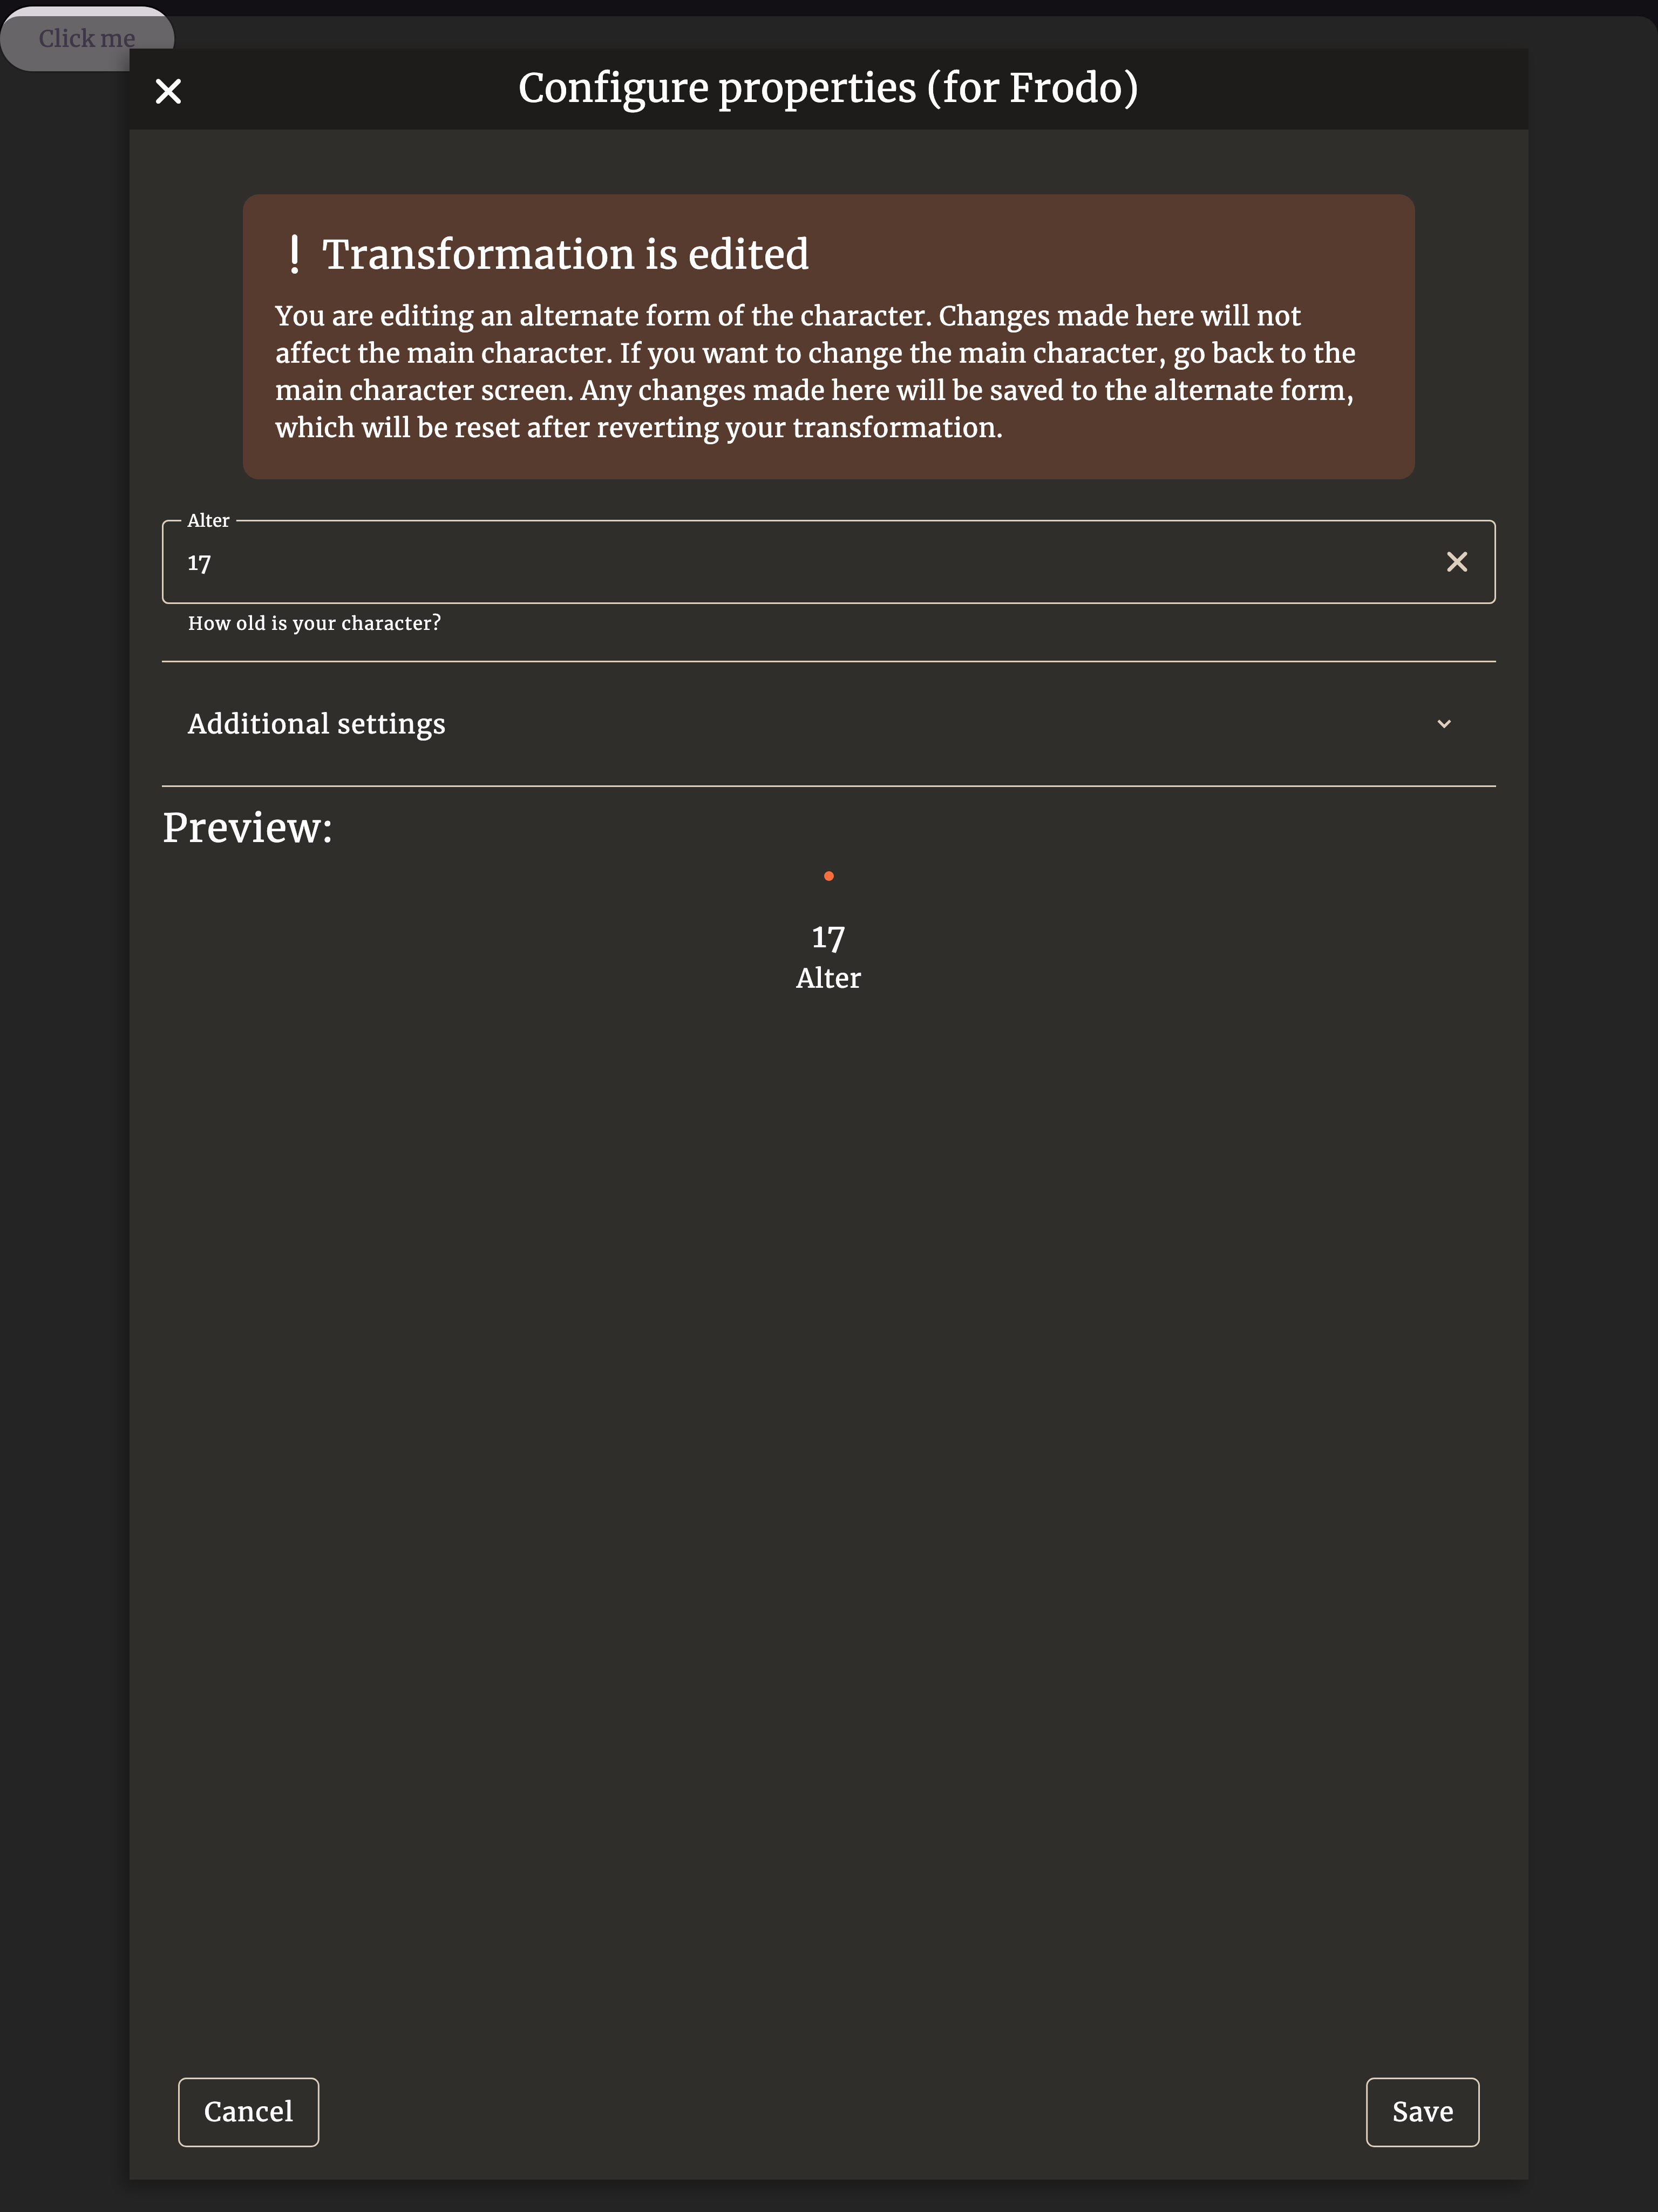 Click me
Configure properties (for Frodo)
! Transformation is edited
You are editing an alternate form of the character. Changes made here will not
affect the main character. If you want to change the main character, go back to the
main character screen. Any changes made here will be saved to the alternate form,
which will be reset after reverting your transformation.
Alter
17
How old is your character?
Additional settings
Preview:
17
Alter
Cancel
Save